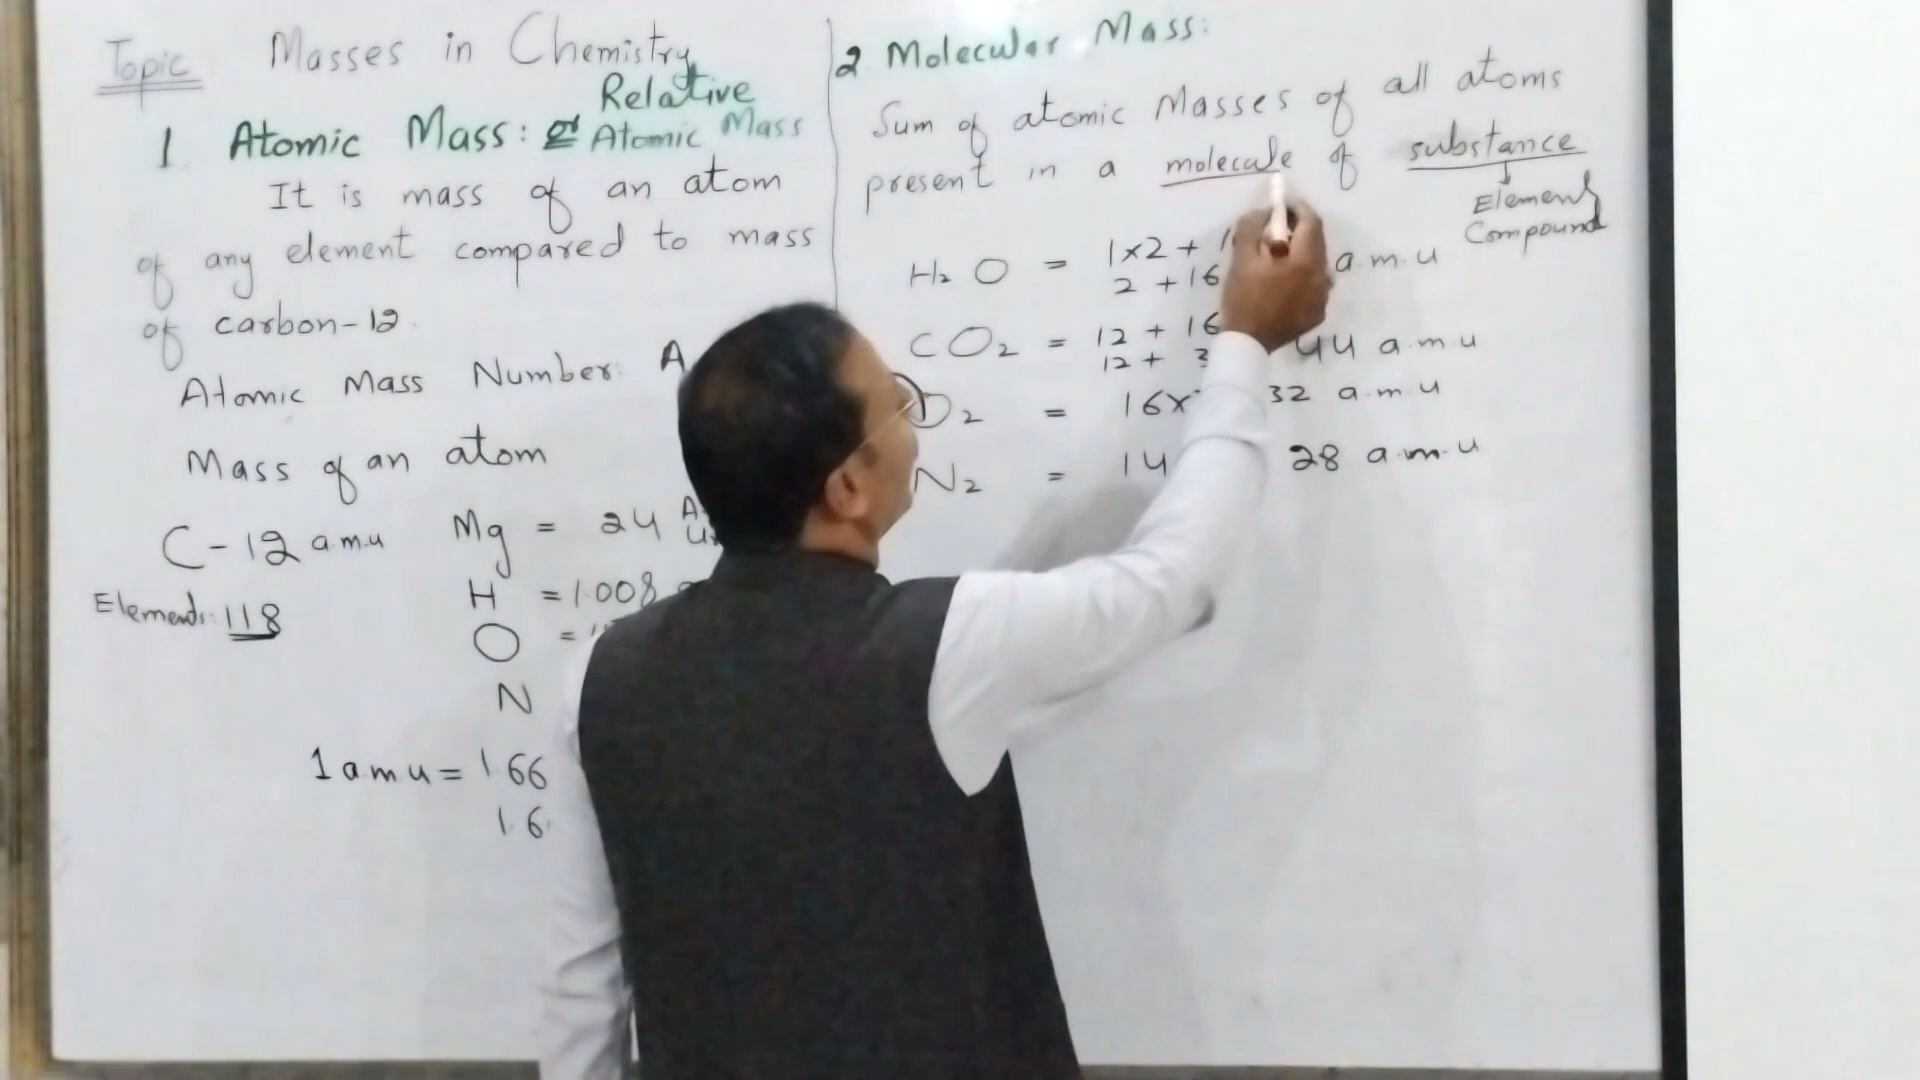 Topic Masses in Chemistry
1 Atomic Mass: or Relative Atomic Mass
It is mass of an atom
of any element compared to mass
of carbon-12.
Atomic Mass Number: A
Mass of an atom
C-12 a.m.u Mg = 24
H = 1.008
Elements: 118
O =
N
1 a m u = 1.66
1.6
2 Molecular Mass:
Sum of atomic Masses of all atoms
present in a molecule of substance
Element
Compound
H₂O = 1×2 + a.m.u
2 + 16
CO₂ = 12 + 16
12 + 44 a.m.u
O₂ = 16× 32 a.m.u
N₂ = 14 28 a.m.u